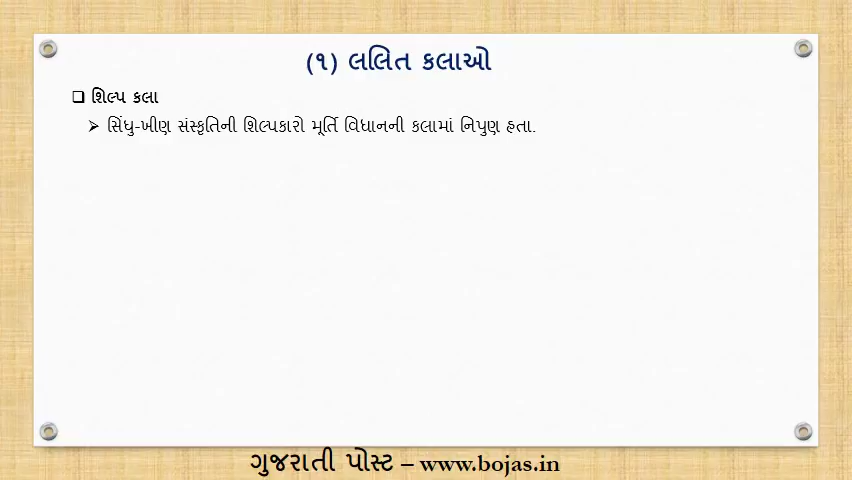 (૧) લલિત કલાઓ
શિલ્પ કલા
સિંધુ-ખીણ સંસ્કૃતિની શિલ્પકારો મૂર્તિ વિધાનની કલામાં નિપુણ હતા.
ગુજરાતી પોસ્ટ – www.bojas.in